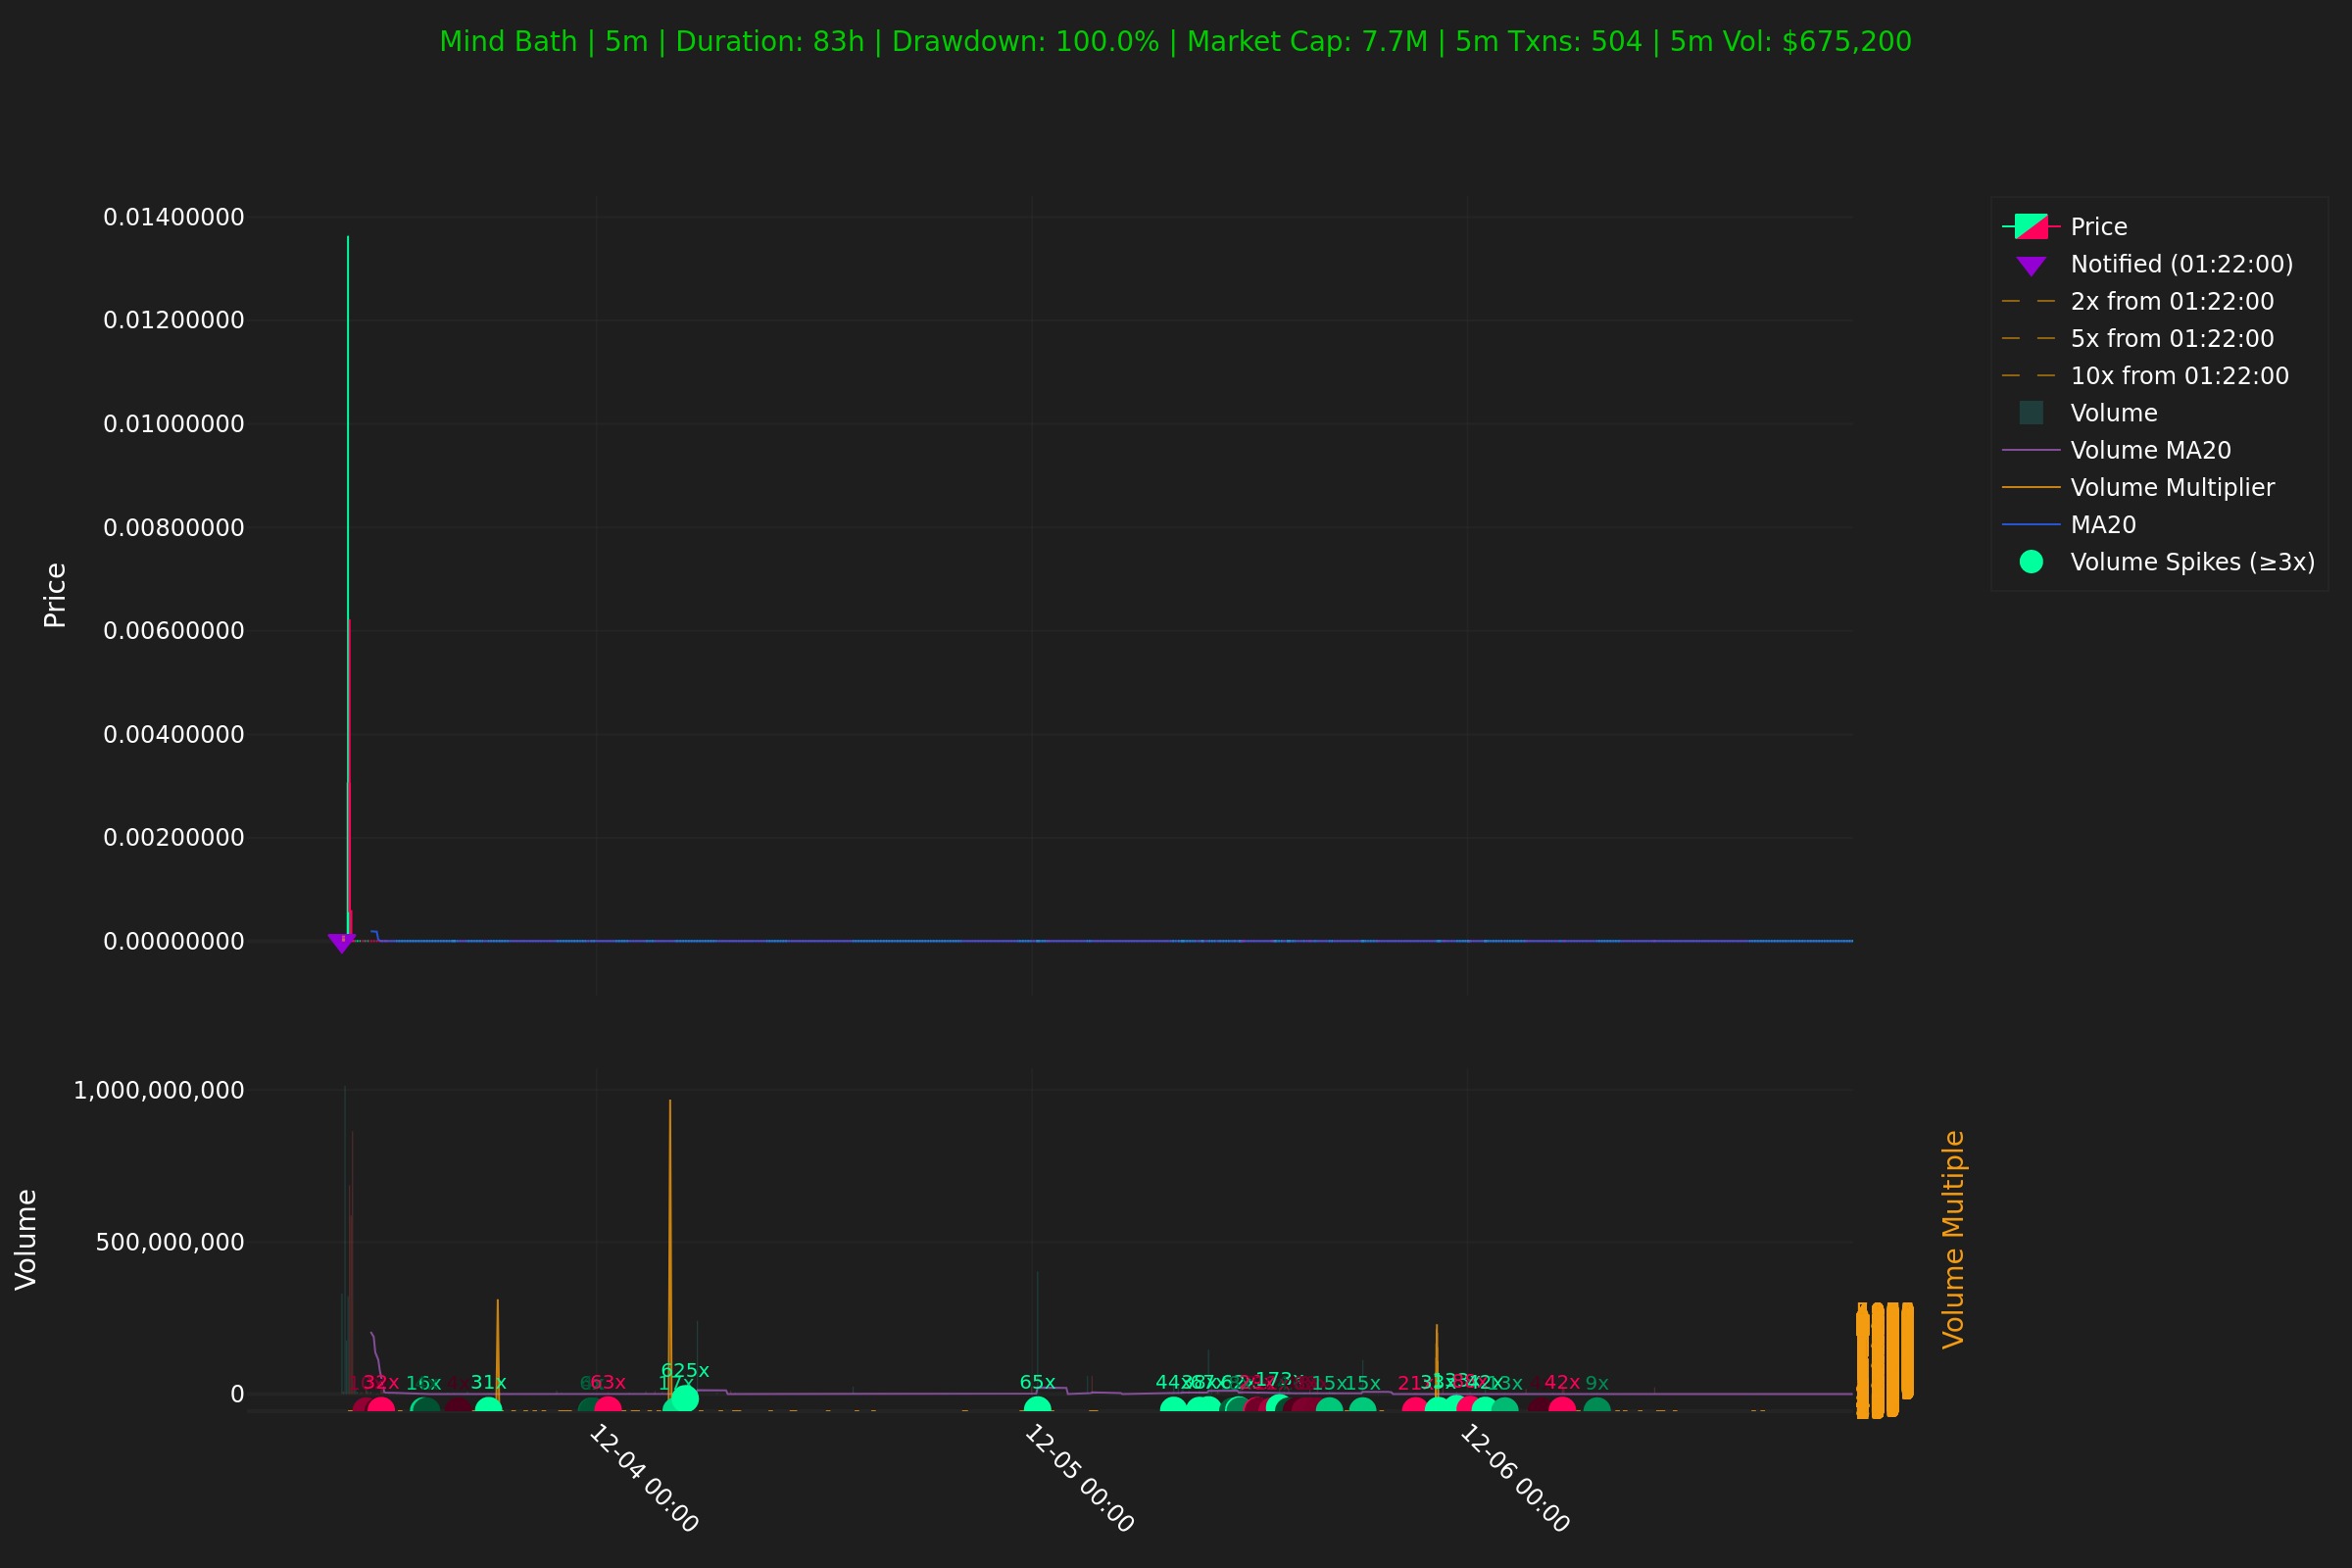 Mind Bath | 5m | Duration: 83h | Drawdown: 100.0% | Market Cap: 7.7M | 5m Txns: 504 | 5m Vol: $675,200
Price
0.01400000
0.01200000
0.01000000
0.00800000
0.00600000
0.00400000
0.00200000
0.00000000
Price
Notified (01:22:00)
2x from 01:22:00
5x from 01:22:00
10x from 01:22:00
Volume
Volume MA20
Volume Multiplier
MA20
Volume Spikes (≥3x)
Volume
1,000,000,000
500,000,000
0
32x
16x
31x
63x
17x
625x
65x
44x
173x
15x
15x
13x
42x
9x
Volume Multiple
12-04 00:00
12-05 00:00
12-06 00:00